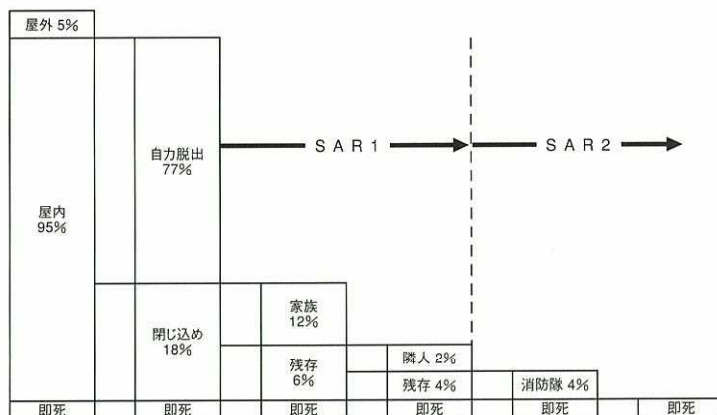 屋外 5%
屋内
95%
自力脱出
77%
SAR1
SAR2
閉じ込め
18%
家族
12%
残存
6%
隣人 2%
残存 4%
消防隊 4%
即死
即死
即死
即死
即死
即死